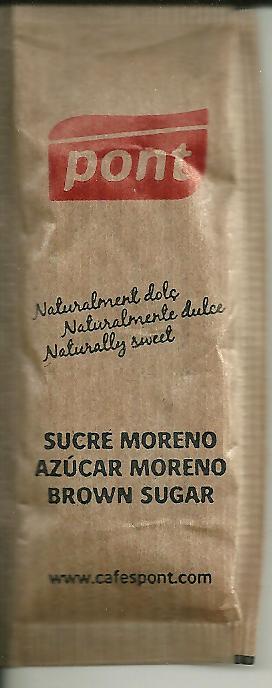 pont
Naturalment dolç
Naturalmente dulce
Naturally sweet
SUCRE MORENO
AZÚCAR MORENO
BROWN SUGAR
www.cafespont.com